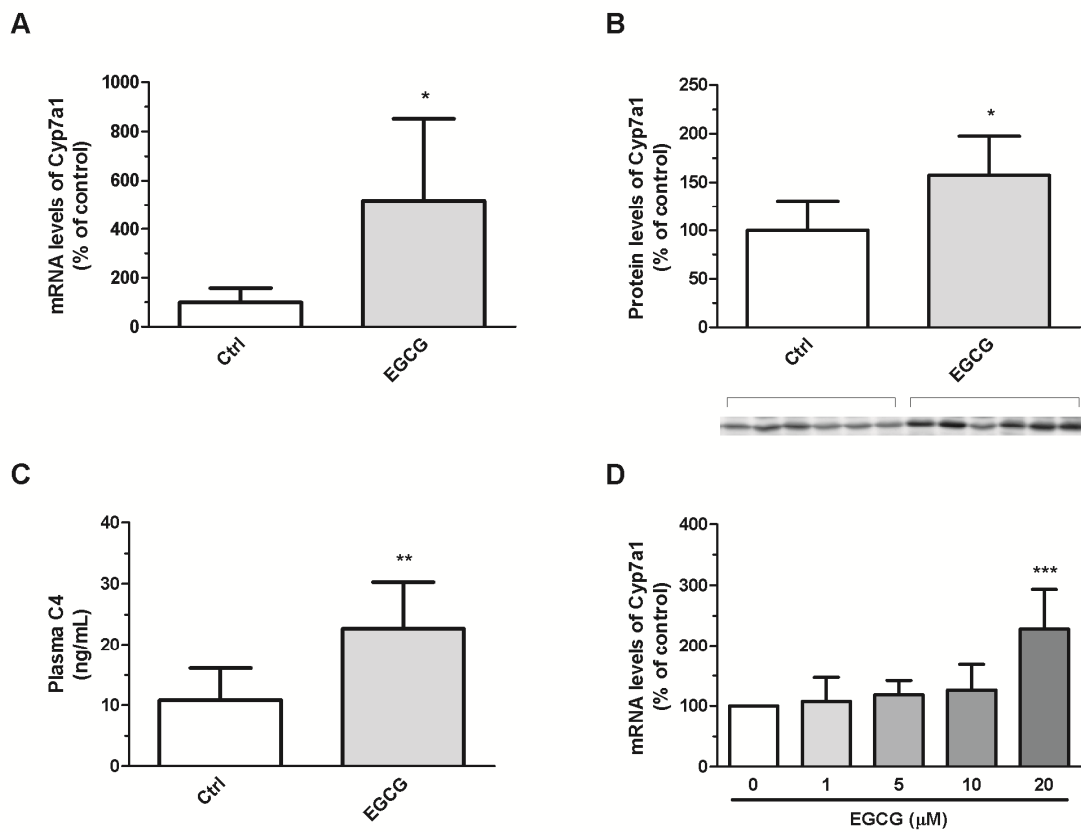 A
mRNA levels of Cyp7a1
(% of control)
1000
800
600
400
200
0
*
Ctrl
EGCG
B
Protein levels of Cyp7a1
(% of control)
250
200
150
100
50
0
*
Ctrl
EGCG
C
Plasma C4
(ng/mL)
40
30
20
10
0
**
Ctrl
EGCG
D
mRNA levels of Cyp7a1
(% of control)
400
300
200
100
0
***
0 1 5 10 20
EGCG (μM)